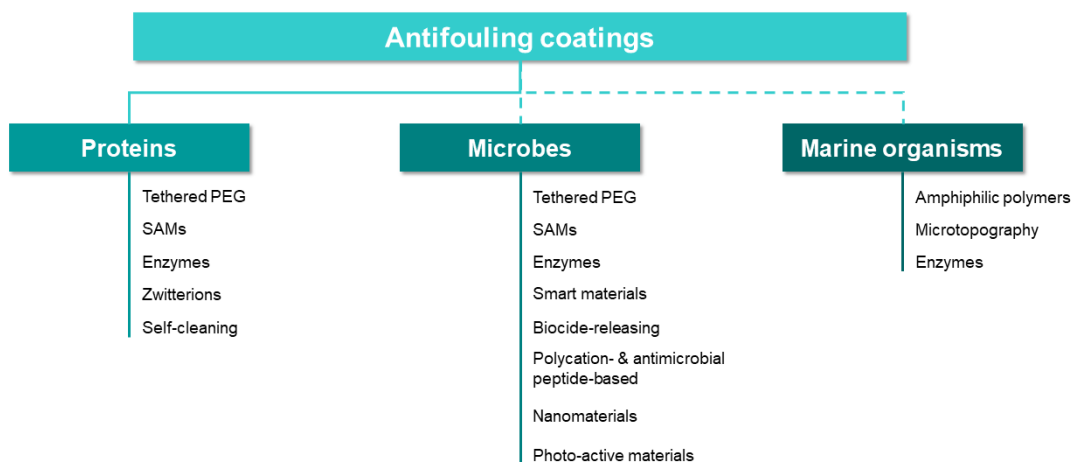 Antifouling coatings
Proteins
Tethered PEG
SAMs
Enzymes
Zwitterions
Self-cleaning
Microbes
Tethered PEG
SAMs
Enzymes
Smart materials
Biocide-releasing
Polycation- & antimicrobial
peptide-based
Nanomaterials
Photo-active materials
Marine organisms
Amphiphilic polymers
Microtopography
Enzymes